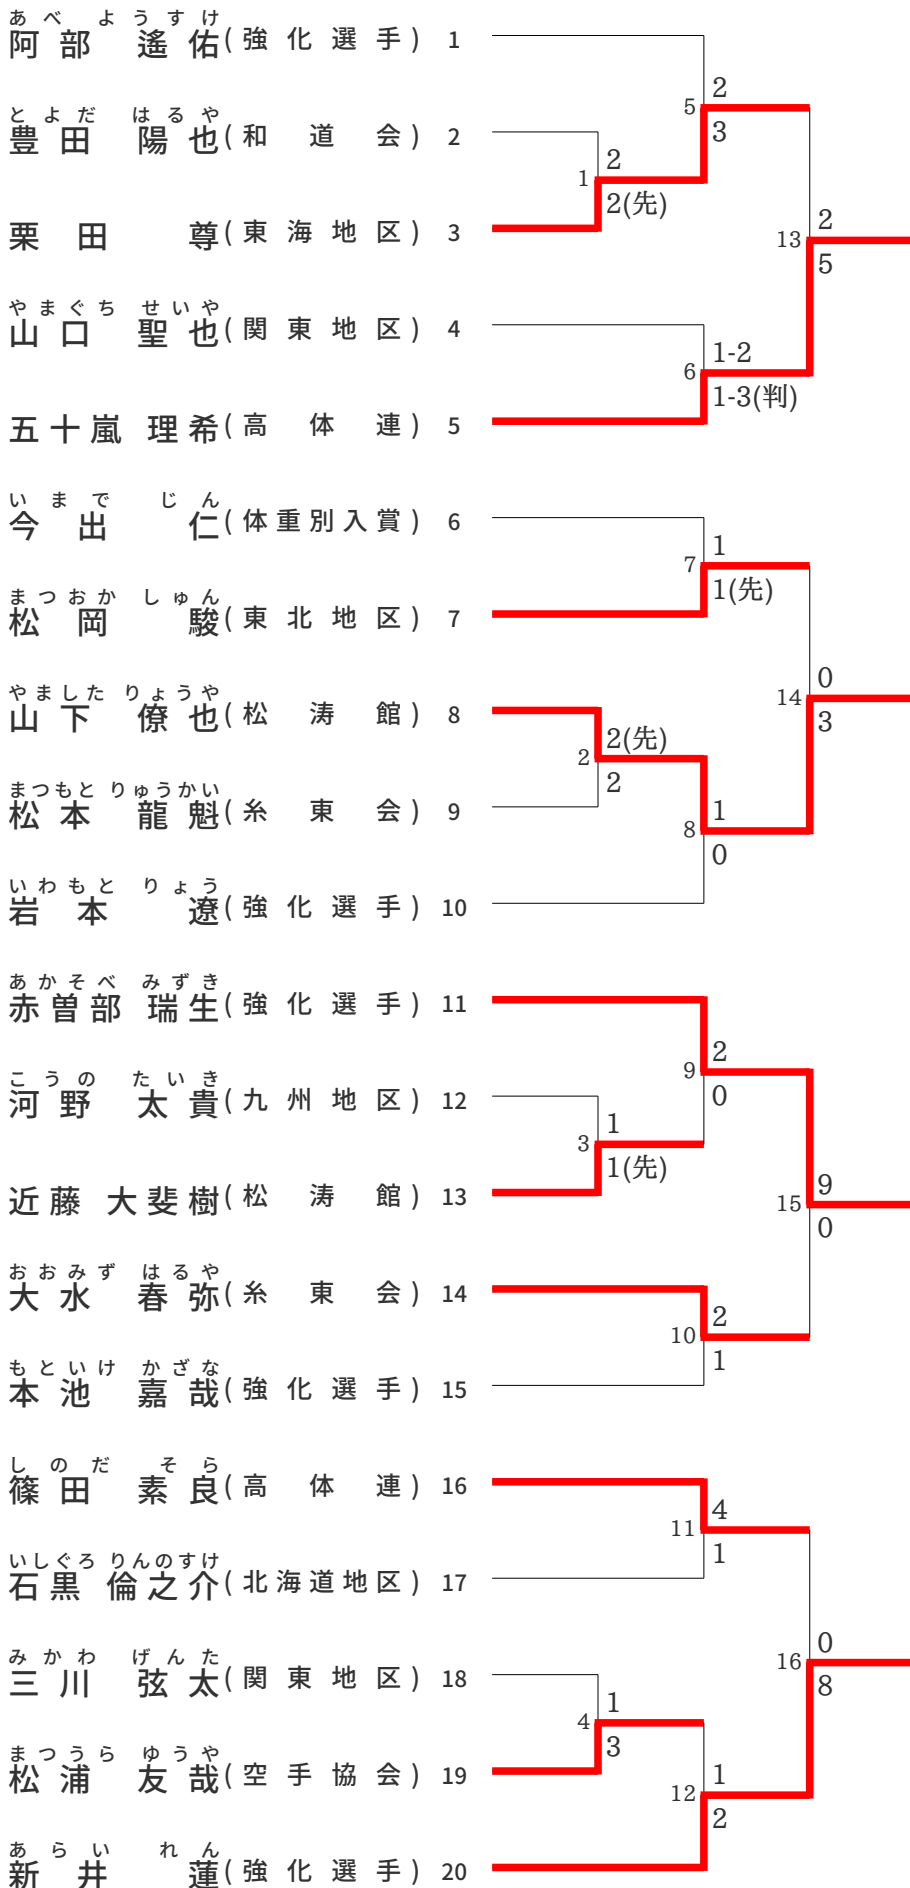 あべ ようすけ
阿部 遙佑(強化選手) 1
とよだ はるや
豊田 陽也(和道会) 2
栗田 尊(東海地区) 3
やまぐち せいや
山口 聖也(関東地区) 4
五十嵐 理希(高体連) 5
いまで じん
今出 仁(体重別入賞) 6
まつおか しゅん
松岡 駿(東北地区) 7
やました りょうや
山下 僚也(松涛館) 8
まつもと りゅうかい
松本 龍魁(糸東会) 9
いわもと りょう
岩本 遼(強化選手) 10
あかそべ みずき
赤曽部 瑞生(強化選手) 11
こうの たいき
河野 太貴(九州地区) 12
近藤 大斐樹(松涛館) 13
おおみず はるや
大水 春弥(糸東会) 14
もといけ かざな
本池 嘉哉(強化選手) 15
しのだ そら
篠田 素良(高体連) 16
いしぐろ りんのすけ
石黒 倫之介(北海道地区) 17
みかわ げんた
三川 弦太(関東地区) 18
まつうら ゆうや
松浦 友哉(空手協会) 19
あらい れん
新井 蓮(強化選手) 20
1
2
2(先)
2
2(先)
2
3
1
1(先)
4
1
3
5
2
3
6
1-2
1-3(判)
7
1
1(先)
8
1
0
9
2
0
10
2
1
11
4
1
12
1
2
13
2
5
14
0
3
15
9
0
16
0
8